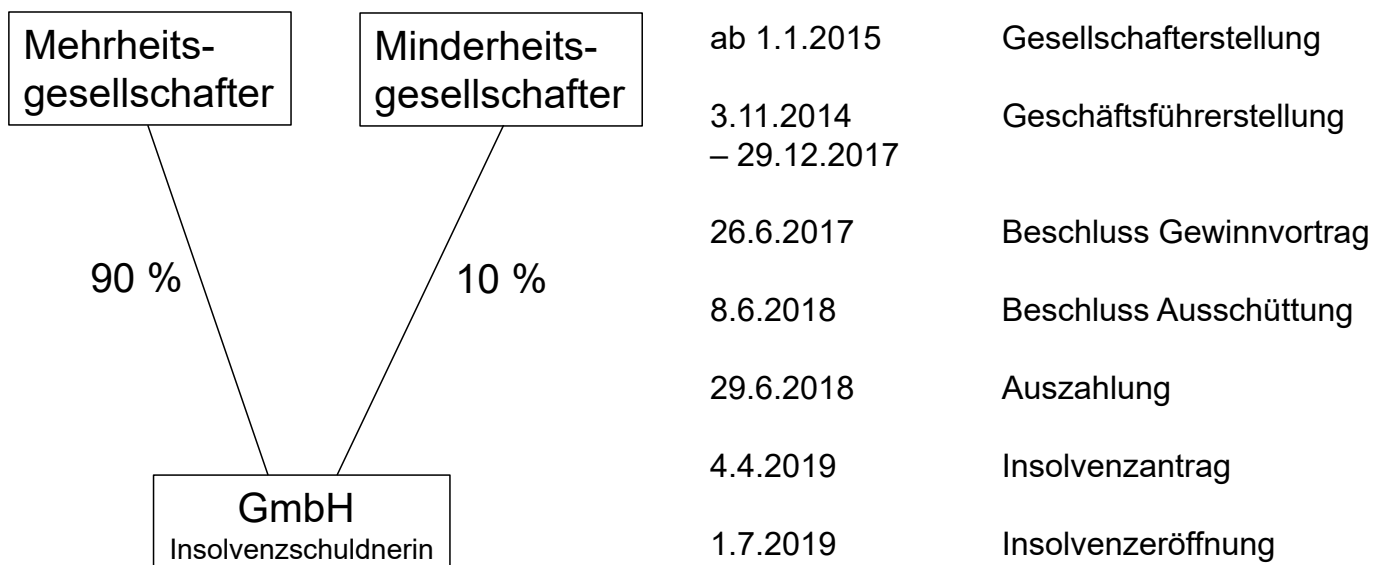 Mehrheits-
gesellschafter
Minderheits-
gesellschafter
90 %
10 %
GmbH
Insolvenzschuldnerin
ab 1.1.2015 Gesellschafterstellung
3.11.2014 Geschäftsführerstellung
– 29.12.2017
26.6.2017 Beschluss Gewinnvortrag
8.6.2018 Beschluss Ausschüttung
29.6.2018 Auszahlung
4.4.2019 Insolvenzantrag
1.7.2019 Insolvenzeröffnung